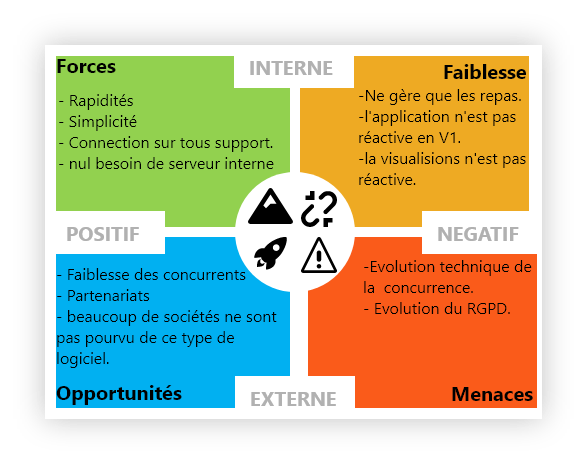 Forces
INTERNE
Faiblesse
- Rapidités
- Simplicité
- Connection sur tous support.
- nul besoin de serveur interne
-Ne gère que les repas.
-l'application n'est pas
réactive en V1.
-la visualisions n'est pas
réactive.
POSITIF
NEGATIF
- Faiblesse des concurrents
- Partenariats
- beaucoup de sociétés ne sont
pas pourvu de ce type de
logiciel.
-Evolution technique de
la  concurrence.
- Evolution du RGPD.
Opportunités
EXTERNE
Menaces